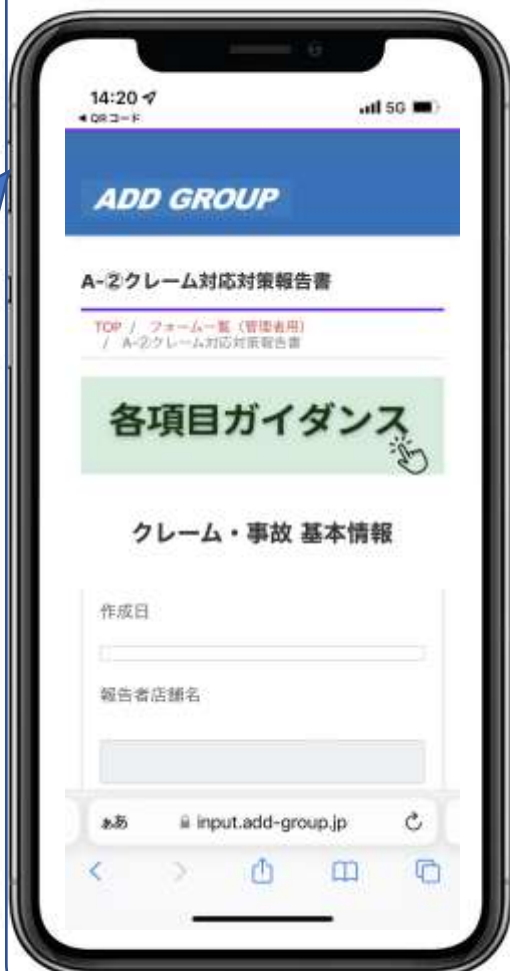 14:20
◀ QRコード
5G
ADD GROUP
A-②クレーム対応対策報告書
TOP / フォーム一覧（管理者用）
/ A-②クレーム対応対策報告書
各項目ガイダンス
クレーム・事故 基本情報
作成日
報告者店舗名
ぁあ input.add-group.jp